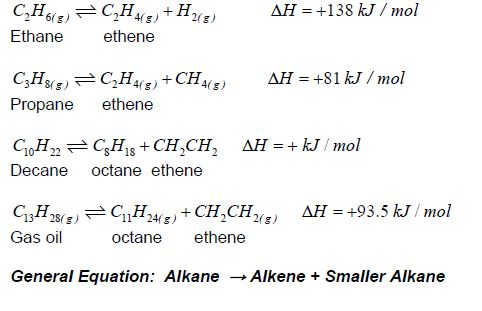 C₂H₆₍g₎ ⇌ C₂H₄₍g₎ + H₂₍g₎ ΔH = +138 kJ / mol
Ethane ethene
C₃H₈₍g₎ ⇌ C₂H₄₍g₎ + CH₄₍g₎ ΔH = +81 kJ / mol
Propane ethene
C₁₀H₂₂ ⇌ C₈H₁₈ + CH₂CH₂ ΔH = + kJ / mol
Decane octane ethene
C₁₃H₂₈₍g₎ ⇌ C₁₁H₂₄₍g₎ + CH₂CH₂₍g₎ ΔH = +93.5 kJ / mol
Gas oil octane ethene
General Equation: Alkane → Alkene + Smaller Alkane